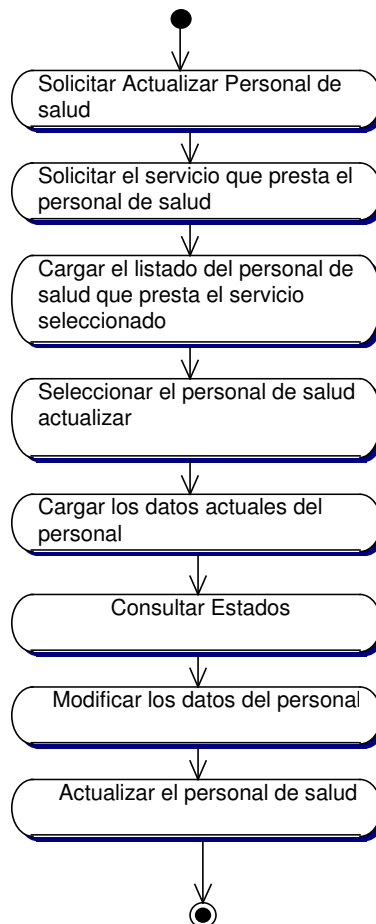 Solicitar Actualizar Personal de
salud
Solicitar el servicio que presta el
personal de salud
Cargar el listado del personal de
salud que presta el servicio
seleccionado
Seleccionar el personal de salud
actualizar
Cargar los datos actuales del
personal
Consultar Estados
Modificar los datos del personal
Actualizar el personal de salud